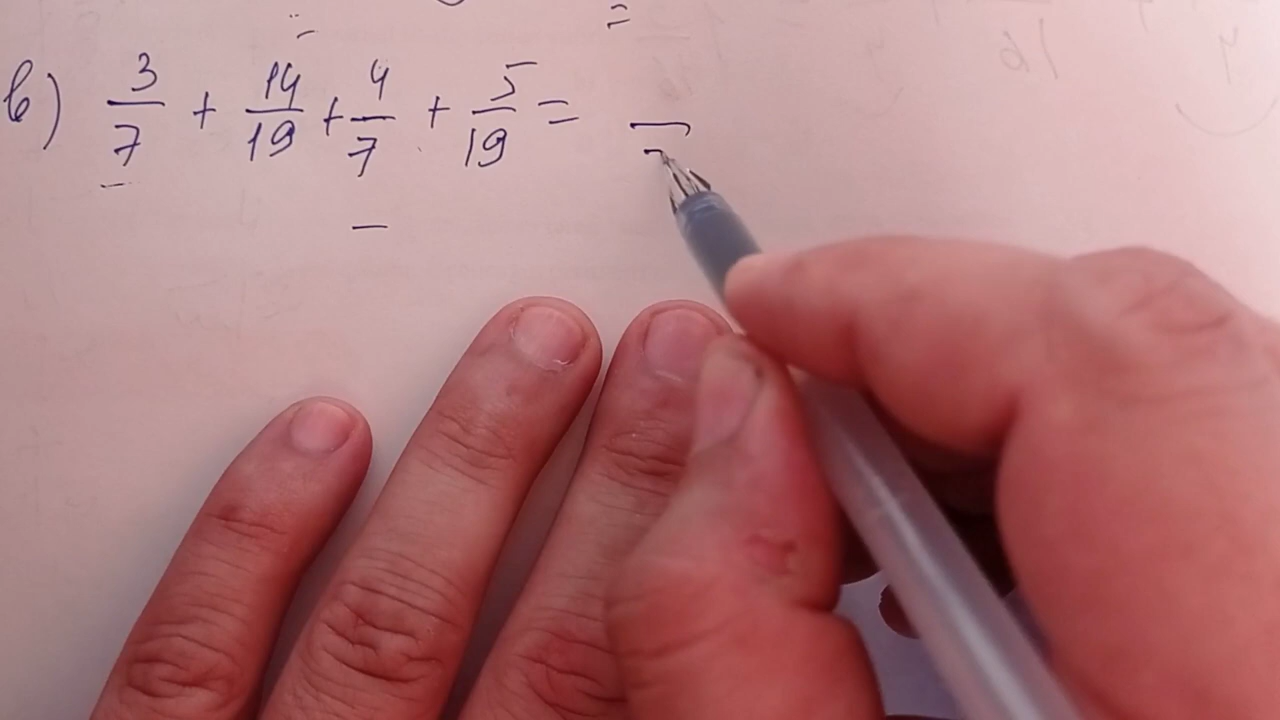 в) 3/7 + 14/19 + 4/7 + 5/19 =